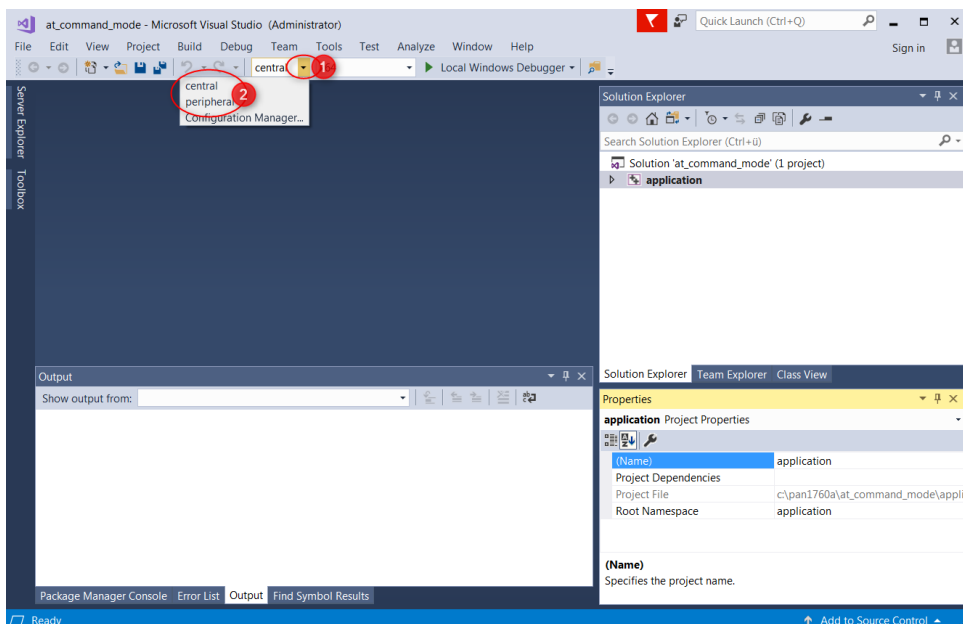 at_command_mode - Microsoft Visual Studio (Administrator)
Quick Launch (Ctrl+Q)
File Edit View Project Build Debug Team Tools Test Analyze Window Help
Sign in
central 1 Local Windows Debugger
central
peripheral 2
Configuration Manager...
Server Explorer
Toolbox
Solution Explorer
Search Solution Explorer (Ctrl+ü)
Solution 'at_command_mode' (1 project)
application
Solution Explorer Team Explorer Class View
Output
Show output from:
Properties
application Project Properties
(Name) application
Project Dependencies
Project File c:\pan1760a\at_command_mode\appli
Root Namespace application
(Name)
Specifies the project name.
Package Manager Console Error List Output Find Symbol Results
Ready
Add to Source Control